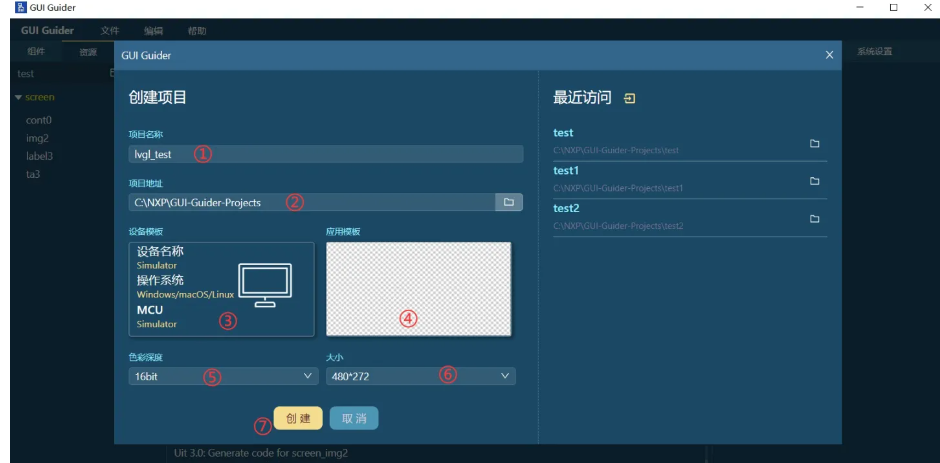 GUI Guider
GUI Guider 文件 编辑 帮助
组件 资源 系统设置
test
screen
cont0
img2
label3
ta3
GUI Guider
创建项目
项目名称
lvgl_test ①
项目地址
C:\NXP\GUI-Guider-Projects ②
设备模板 应用模板
设备名称
Simulator
操作系统
Windows/macOS/Linux
MCU
Simulator ③
④
色彩深度 大小
16bit ⑤ 480*272 ⑥
⑦ 创建 取消
最近访问
test
C:\NXP\GUI-Guider-Projects\test
test1
C:\NXP\GUI-Guider-Projects\test1
test2
C:\NXP\GUI-Guider-Projects\test2
Uit 3.0: Generate code for screen_img2